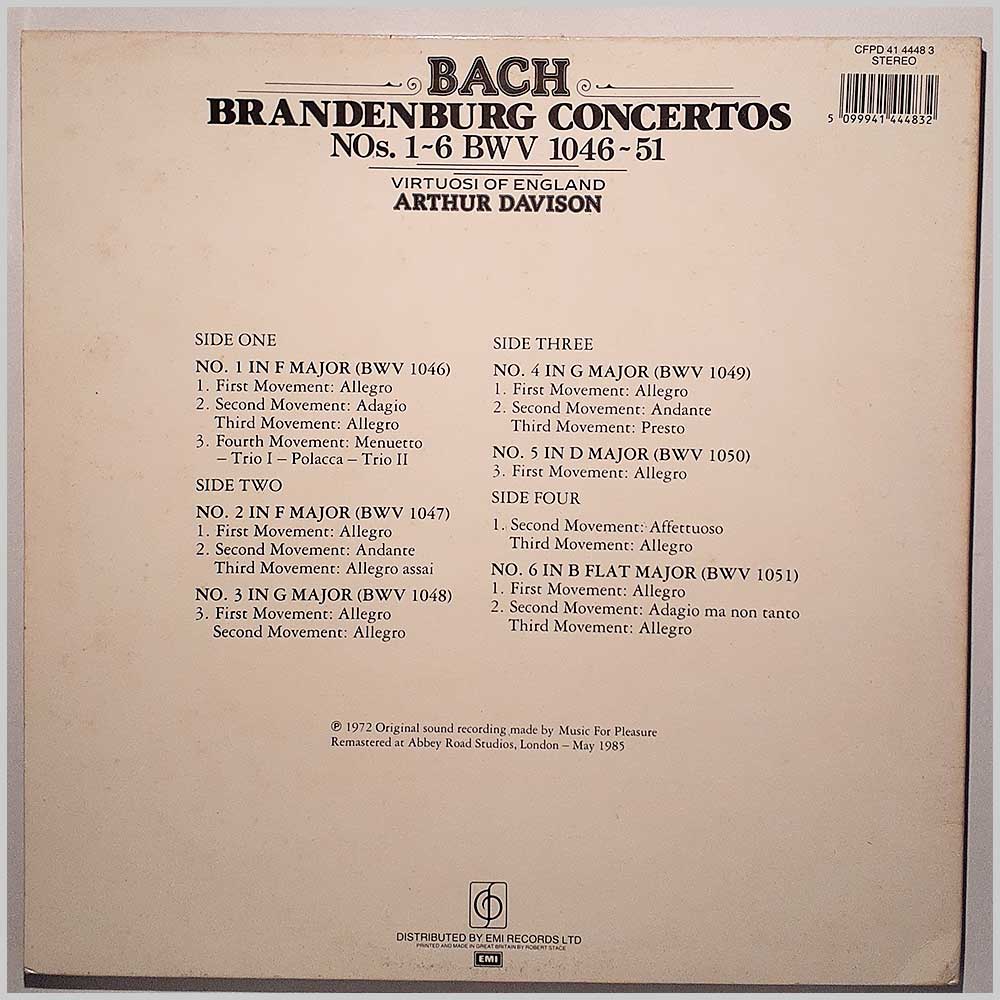 CFPD 41 4448 3
STEREO
5 099941 444832
BACH
BRANDENBURG CONCERTOS
NOs. 1~6 BWV 1046~51
VIRTUOSI OF ENGLAND
ARTHUR DAVISON
SIDE ONE
NO. 1 IN F MAJOR (BWV 1046)
1. First Movement: Allegro
2. Second Movement: Adagio
Third Movement: Allegro
3. Fourth Movement: Menuetto
– Trio I – Polacca – Trio II
SIDE TWO
NO. 2 IN F MAJOR (BWV 1047)
1. First Movement: Allegro
2. Second Movement: Andante
Third Movement: Allegro assai
NO. 3 IN G MAJOR (BWV 1048)
3. First Movement: Allegro
Second Movement: Allegro
SIDE THREE
NO. 4 IN G MAJOR (BWV 1049)
1. First Movement: Allegro
2. Second Movement: Andante
Third Movement: Presto
NO. 5 IN D MAJOR (BWV 1050)
3. First Movement: Allegro
SIDE FOUR
1. Second Movement: Affettuoso
Third Movement: Allegro
NO. 6 IN B FLAT MAJOR (BWV 1051)
1. First Movement: Allegro
2. Second Movement: Adagio ma non tanto
Third Movement: Allegro
℗ 1972 Original sound recording made by Music For Pleasure
Remastered at Abbey Road Studios, London – May 1985
DISTRIBUTED BY EMI RECORDS LTD
PRINTED AND MADE IN GREAT BRITAIN BY ROBERT STACE
EMI